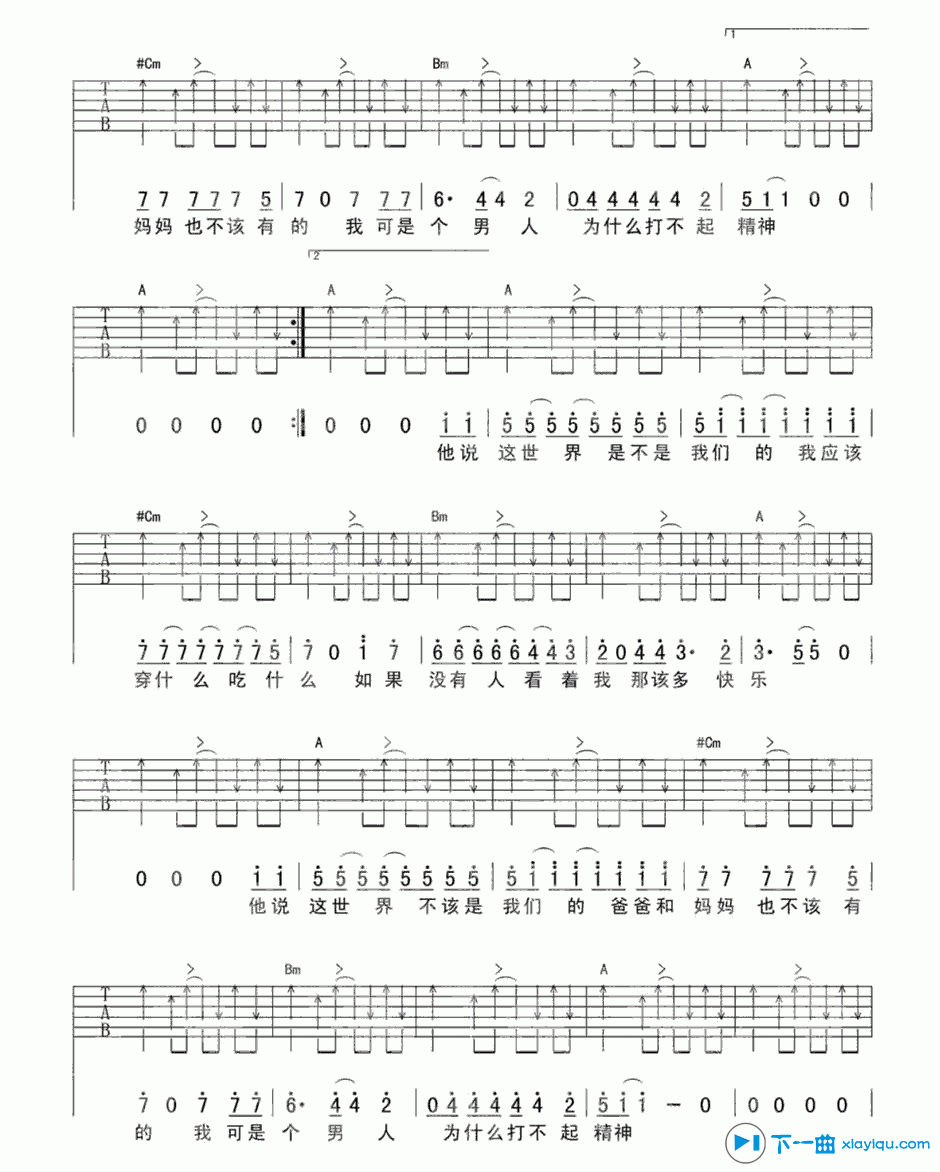 1
#Cm > > Bm > > A >
T
A
B
7 7 7 7 7 5 | 7 0 7 7 7 | 6· 4 4 2 | 0 4 4 4 4 4 2 | 5 1 1 0 0 |
妈妈 也不该 有 的 我 可是 个 男 人 为什么打不起 精神
2
A > A > A > >
T
A
B
0 0 0 0 :| 0 0 0 1 1 | 5 5 5 5 5 5 5 5 | 5 1 1 1 1 1 1 1 |
他说 这世 界 是 不是 我们 的 我应该
#Cm > > Bm > > A >
T
A
B
7 7 7 7 7 7 7 5 | 7 0 1 7 | 6 6 6 6 6 4 4 3 | 2 0 4 4 3· 2 | 3· 5 5 0
穿什 么 吃 什 么 如 果 没有 人 看 着 我 那该多 快 乐
> A > > #Cm >
T
A
B
0 0 0 1 1 | 5 5 5 5 5 5 5 5 | 5 1 1 1 1 1 1 1 | 7 7 7 7 7 5 |
他说 这世 界 不 该是 我们 的 爸爸和 妈妈 也不该 有
> Bm > > A > >
T
A
B
7 0 7 7 7 | 6· 4 4 2 | 0 4 4 4 4 4 2 | 5 1 1 – 0 | 0 0 0 0 |
的 我 可是 个 男 人 为什么打不起 精神
下一曲 xiayiqu.com